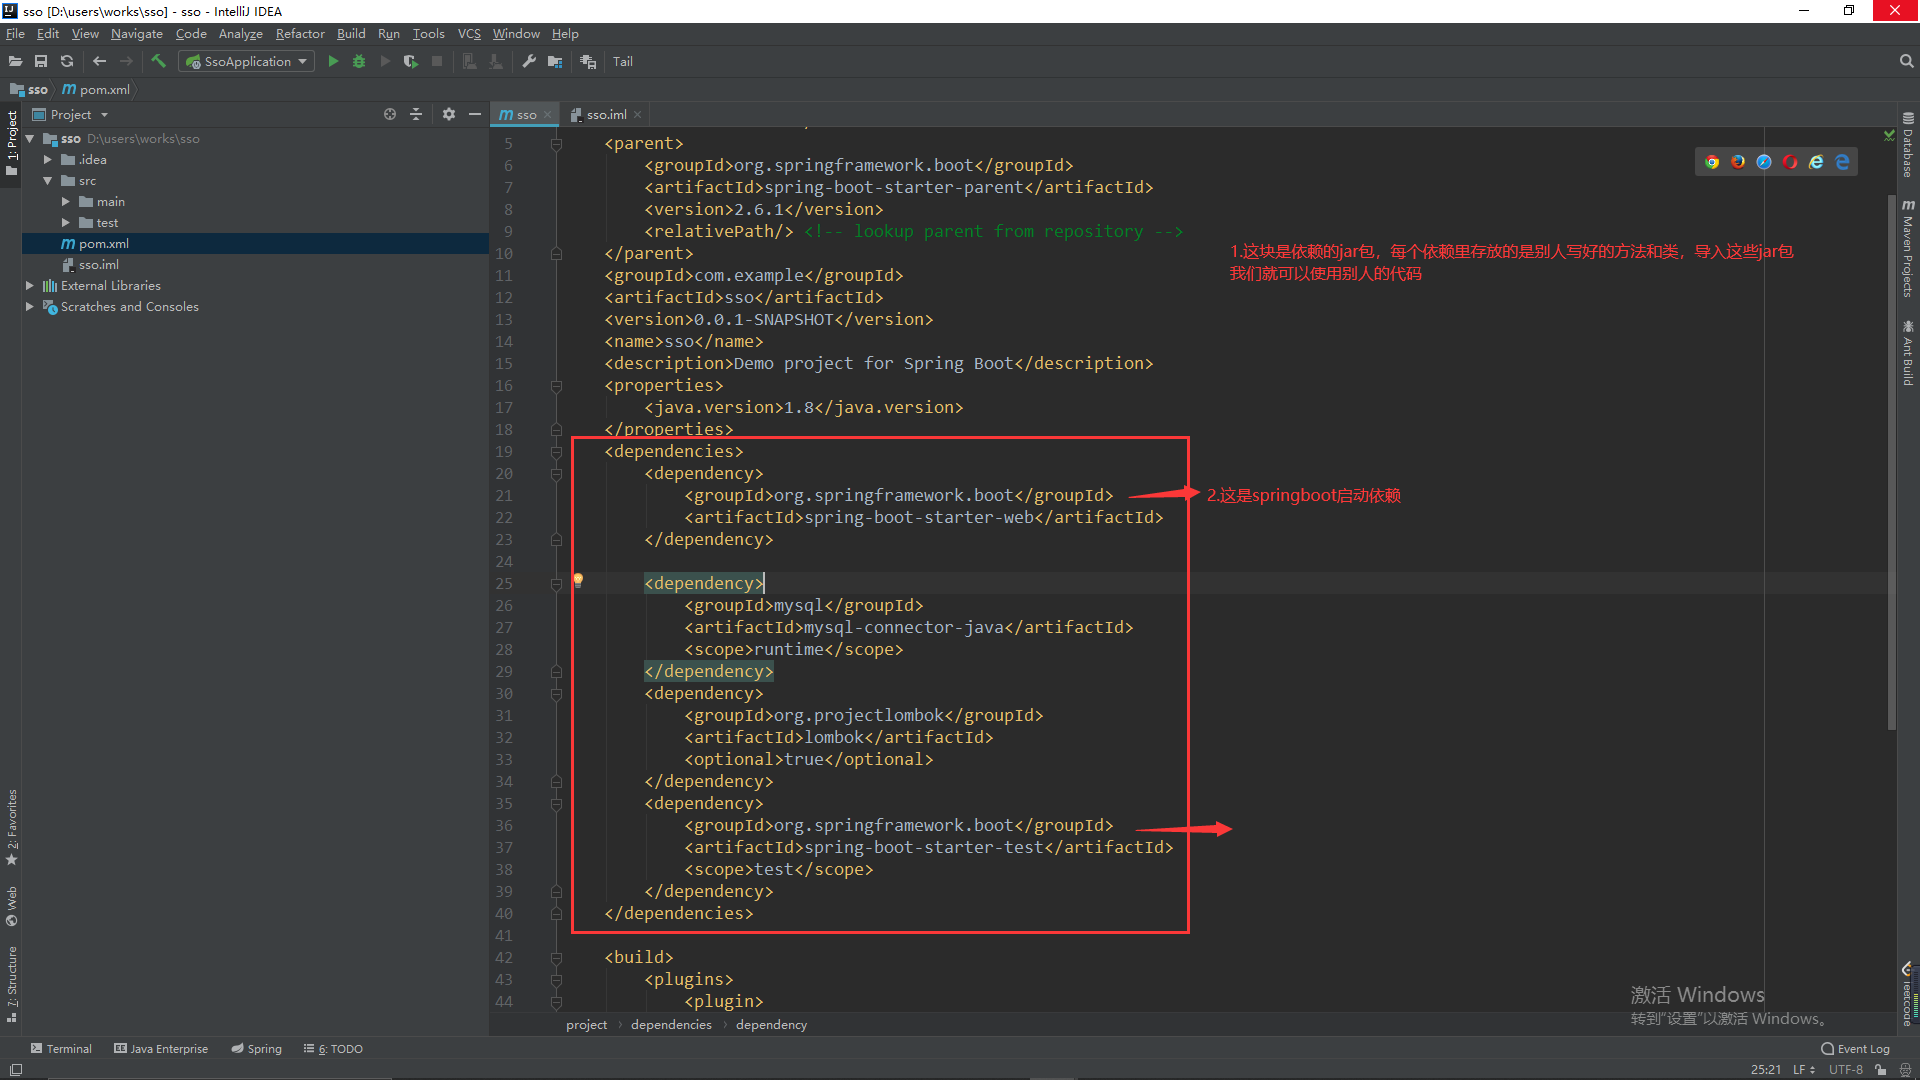 sso [D:\users\works\sso] - sso - IntelliJ IDEA
File Edit View Navigate Code Analyze Refactor Build Run Tools VCS Window Help
SsoApplication Tail
sso pom.xml
Project
sso sso.iml
1: Project
sso D:\users\works\sso
.idea
src
main
test
pom.xml
sso.iml
External Libraries
Scratches and Consoles
2: Favorites
Web
7: Structure
5 <parent>
6 <groupId>org.springframework.boot</groupId>
7 <artifactId>spring-boot-starter-parent</artifactId>
8 <version>2.6.1</version>
9 <relativePath/> <!-- lookup parent from repository -->
10 </parent>
11 <groupId>com.example</groupId>
12 <artifactId>sso</artifactId>
13 <version>0.0.1-SNAPSHOT</version>
14 <name>sso</name>
15 <description>Demo project for Spring Boot</description>
16 <properties>
17 <java.version>1.8</java.version>
18 </properties>
19 <dependencies>
20 <dependency>
21 <groupId>org.springframework.boot</groupId>
22 <artifactId>spring-boot-starter-web</artifactId>
23 </dependency>
24
25 <dependency>
26 <groupId>mysql</groupId>
27 <artifactId>mysql-connector-java</artifactId>
28 <scope>runtime</scope>
29 </dependency>
30 <dependency>
31 <groupId>org.projectlombok</groupId>
32 <artifactId>lombok</artifactId>
33 <optional>true</optional>
34 </dependency>
35 <dependency>
36 <groupId>org.springframework.boot</groupId>
37 <artifactId>spring-boot-starter-test</artifactId>
38 <scope>test</scope>
39 </dependency>
40 </dependencies>
41
42 <build>
43 <plugins>
44 <plugin>
1.这块是依赖的jar包，每个依赖里存放的是别人写好的方法和类，导入这些jar包
我们就可以使用别人的代码
2.这是springboot启动依赖
Database
Maven Projects
Ant Build
leetcode
激活 Windows
转到“设置”以激活 Windows。
project dependencies dependency
Terminal Java Enterprise Spring 6: TODO Event Log
25:21 LF UTF-8